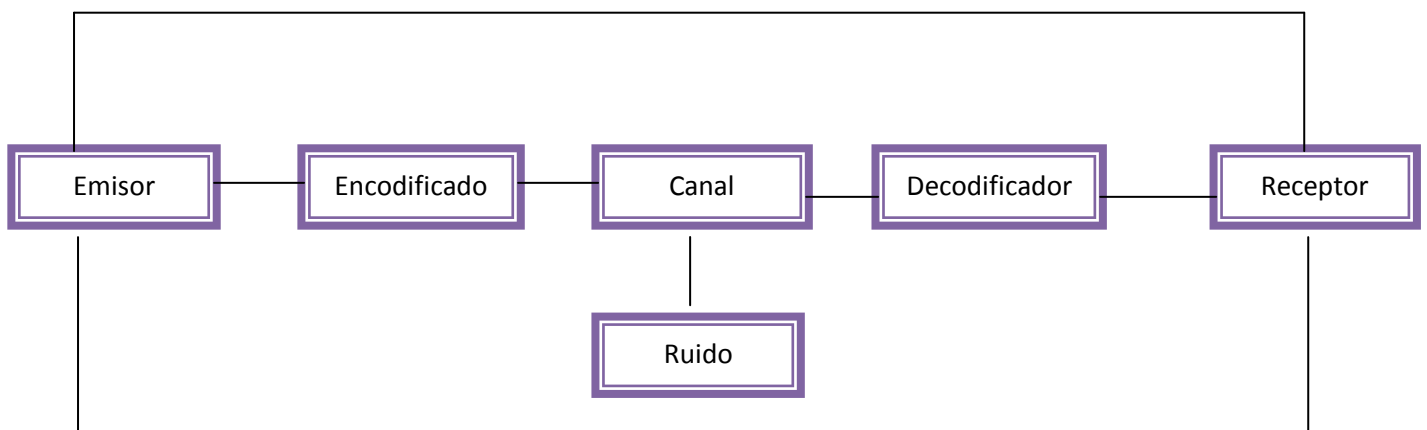 Emisor
Encodificado
Canal
Decodificador
Receptor
Ruido